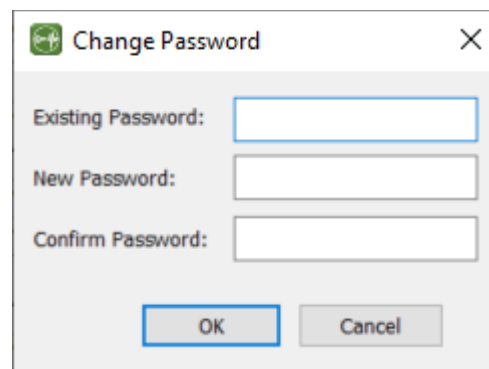 Change Password
Existing Password:
New Password:
Confirm Password:
OK Cancel